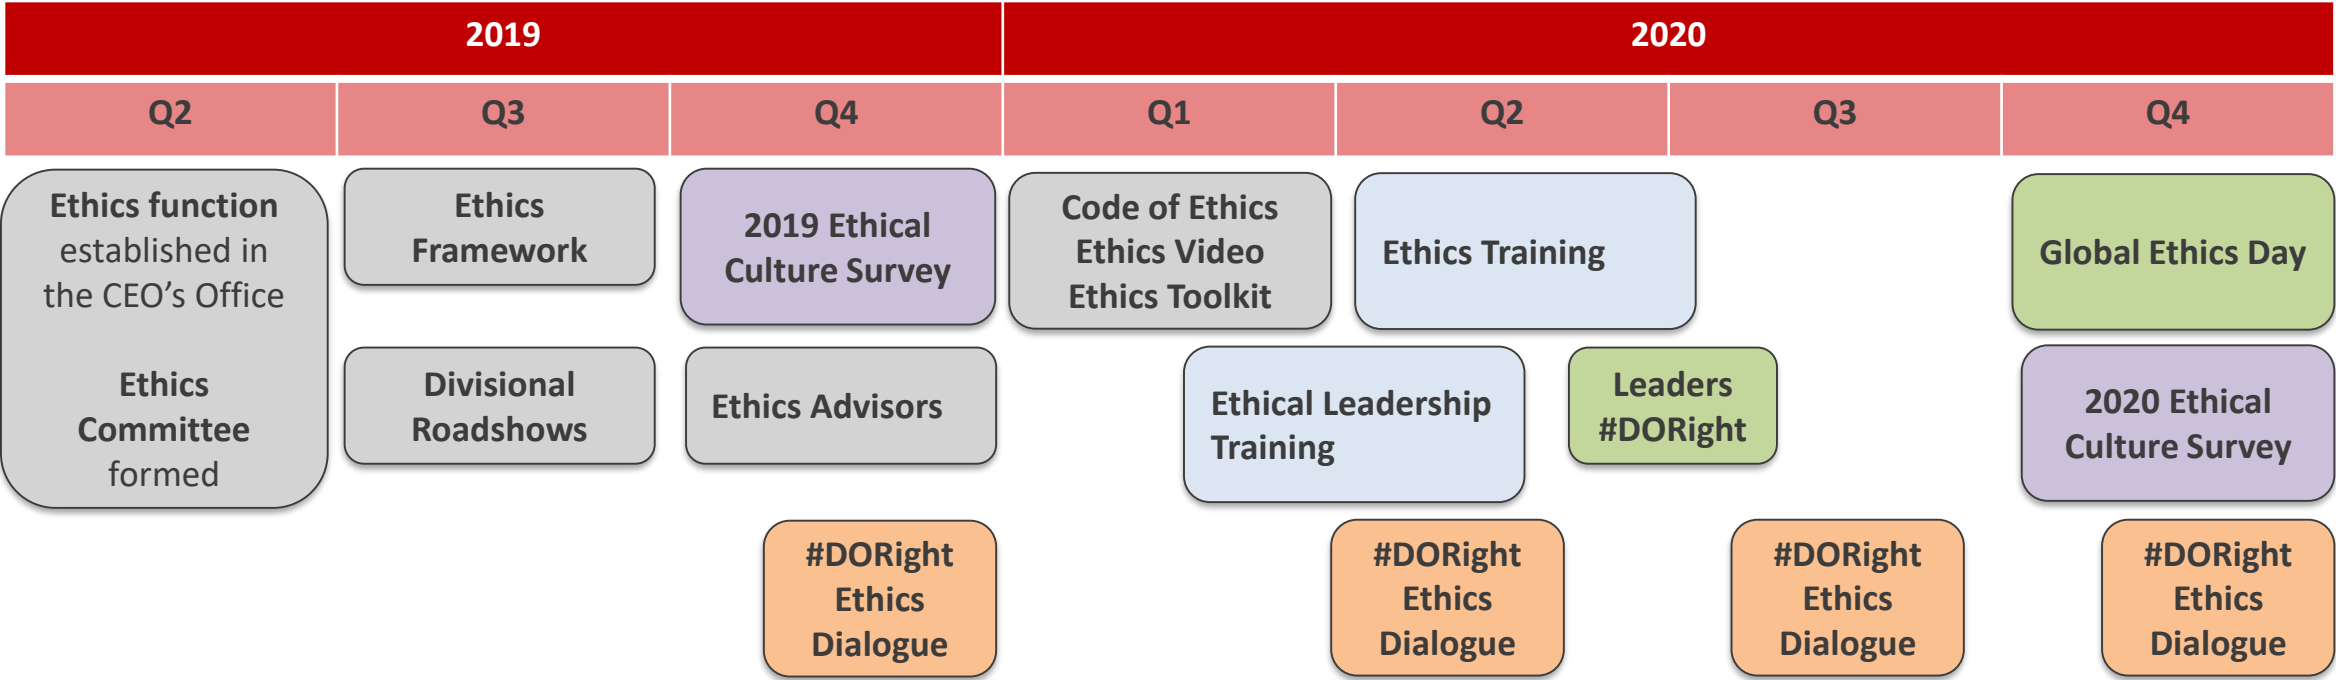 2019
2020
Q2
Q3
Q4
Q1
Q2
Q3
Q4
Ethics function
established in
the CEO’s Office
Ethics
Committee
formed
Ethics
Framework
Divisional
Roadshows
2019 Ethical
Culture Survey
Ethics Advisors
#DORight
Ethics
Dialogue
Code of Ethics
Ethics Video
Ethics Toolkit
Ethical Leadership
Training
Ethics Training
#DORight
Ethics
Dialogue
Leaders
#DORight
#DORight
Ethics
Dialogue
Global Ethics Day
2020 Ethical
Culture Survey
#DORight
Ethics
Dialogue